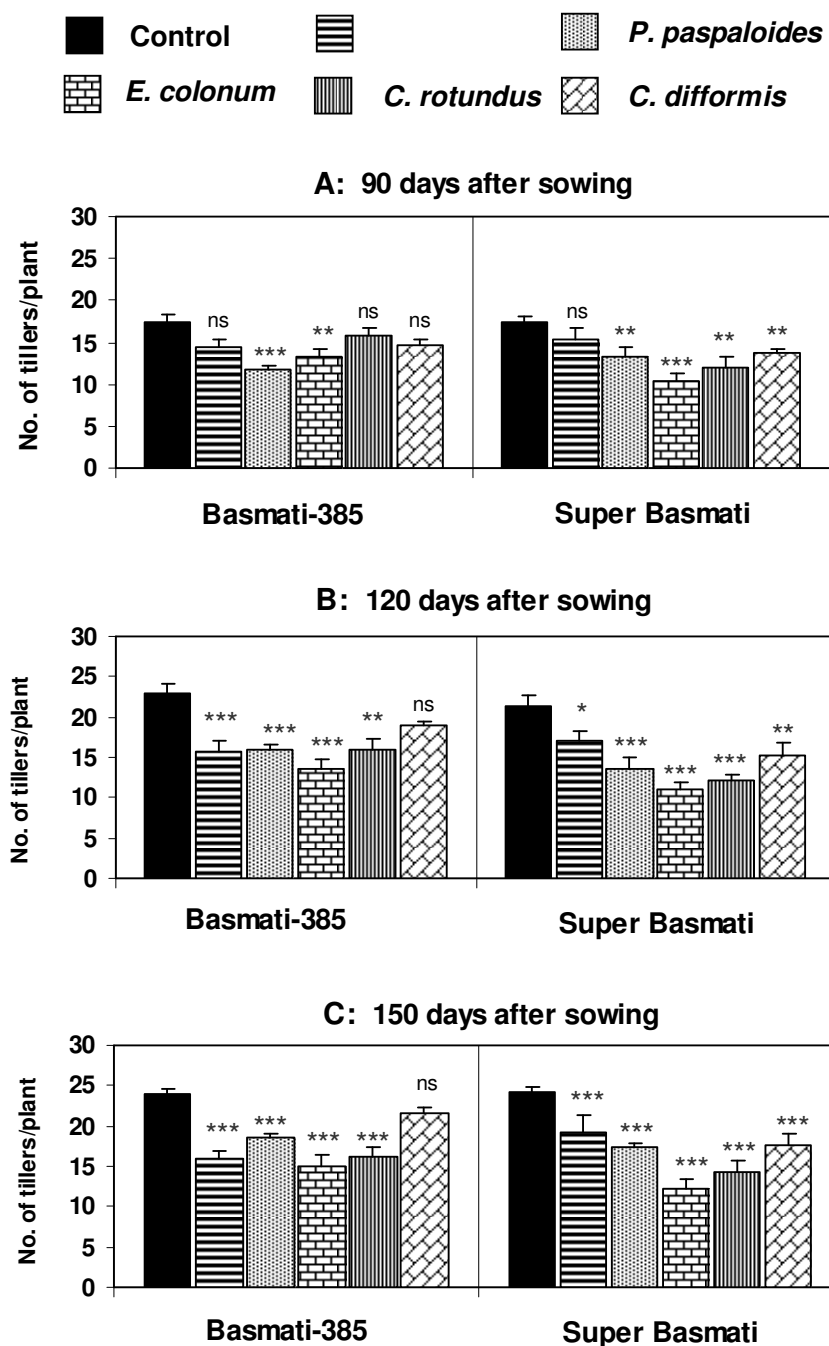 Control P. paspaloides
E. colonum C. rotundus C. difformis
A: 90 days after sowing
No. of tillers/plant
30
25
20
15
10
5
0
ns
***
**
ns
ns
ns
**
***
**
**
Basmati-385 Super Basmati
B: 120 days after sowing
No. of tillers/plant
30
25
20
15
10
5
0
***
***
***
**
ns
*
***
***
***
**
Basmati-385 Super Basmati
C: 150 days after sowing
No. of tillers/plant
30
25
20
15
10
5
0
***
***
***
***
ns
***
***
***
***
***
Basmati-385 Super Basmati